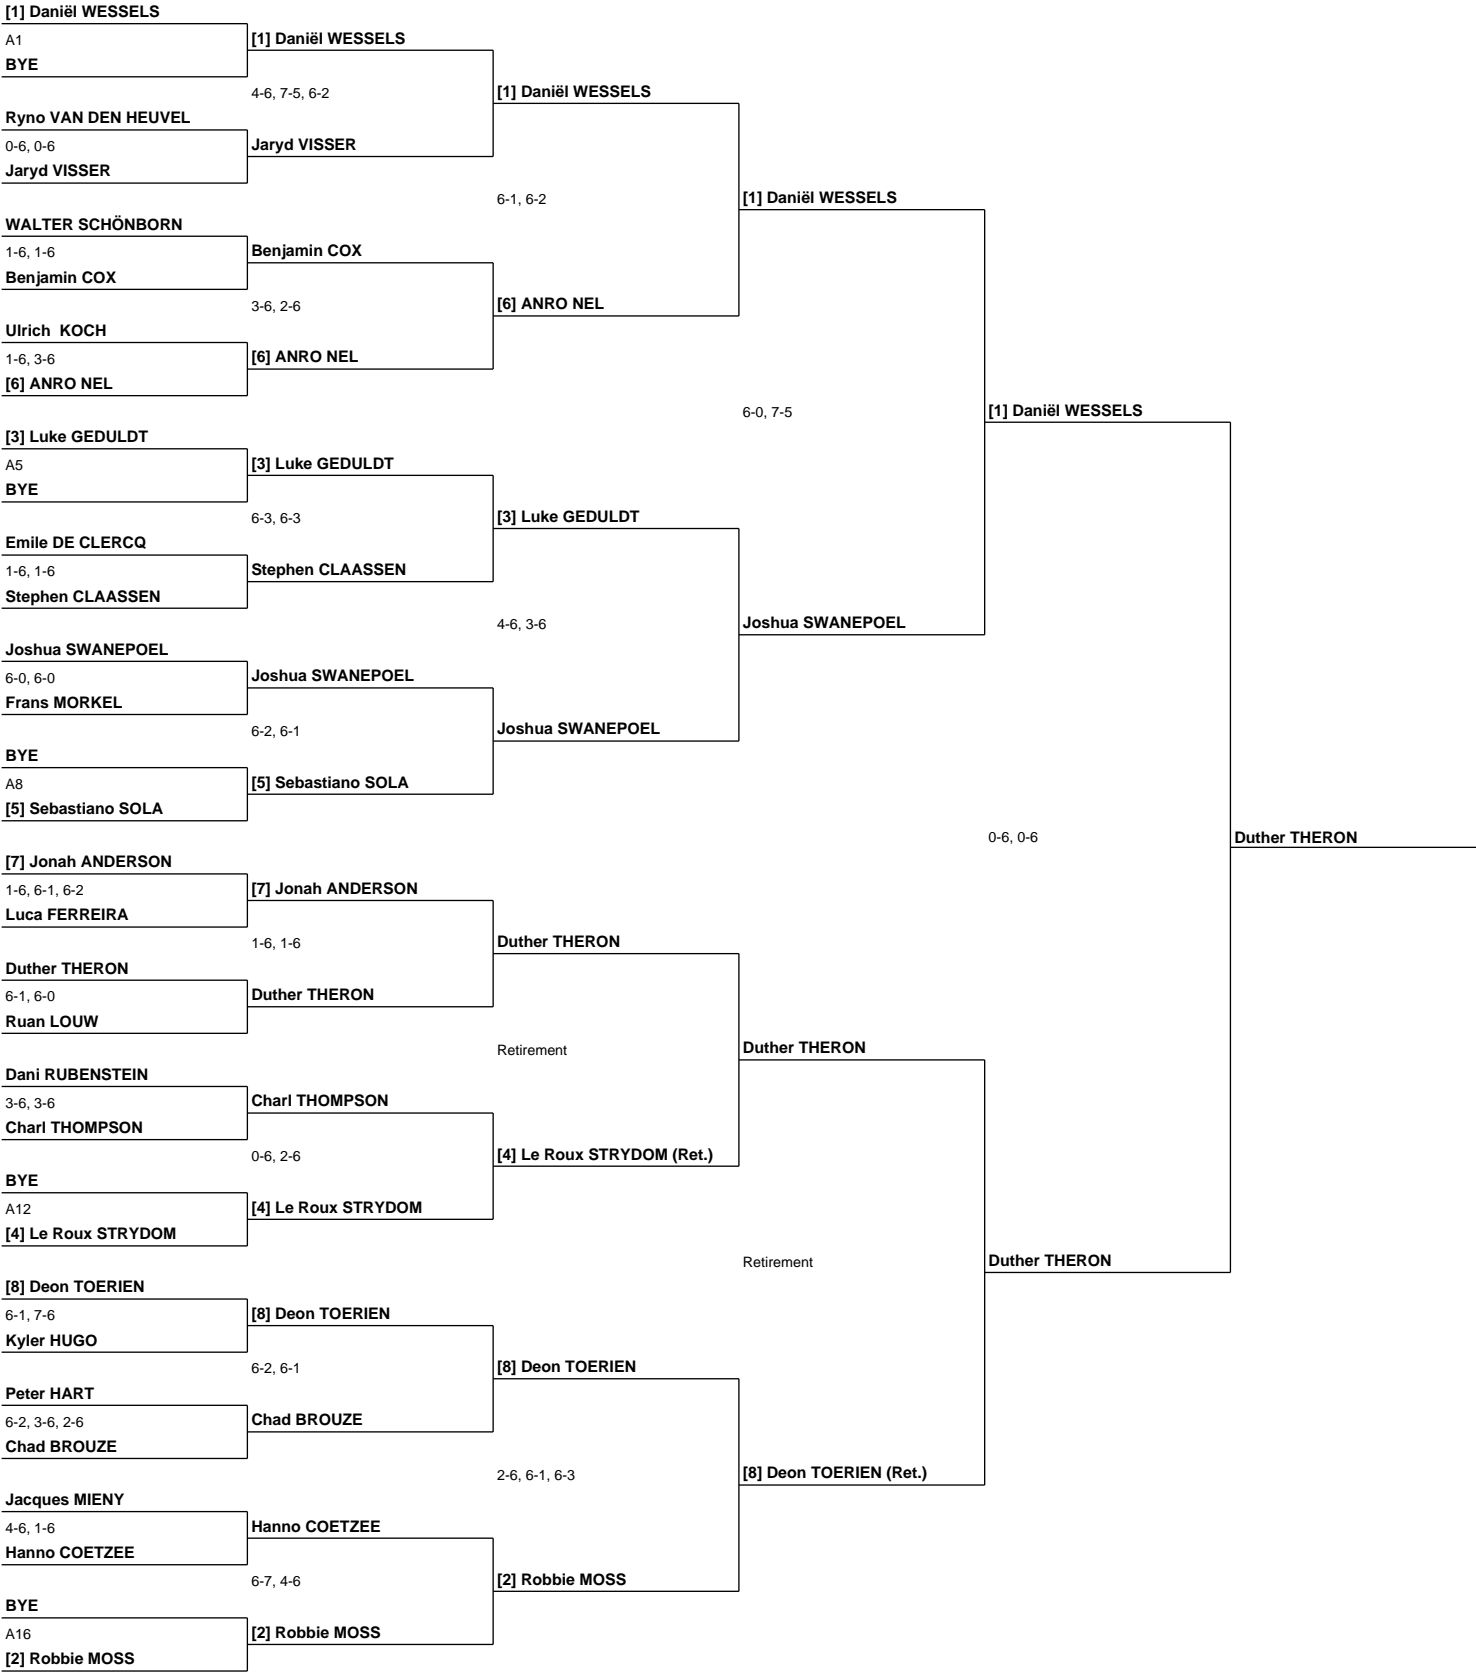 [1] Daniël WESSELS
A1
BYE
Ryno VAN DEN HEUVEL
0-6, 0-6
Jaryd VISSER
WALTER SCHÖNBORN
1-6, 1-6
Benjamin COX
Ulrich  KOCH
1-6, 3-6
[6] ANRO NEL
[3] Luke GEDULDT
A5
BYE
Emile DE CLERCQ
1-6, 1-6
Stephen CLAASSEN
Joshua SWANEPOEL
6-0, 6-0
Frans MORKEL
BYE
A8
[5] Sebastiano SOLA
[7] Jonah ANDERSON
1-6, 6-1, 6-2
Luca FERREIRA
Duther THERON
6-1, 6-0
Ruan LOUW
Dani RUBENSTEIN
3-6, 3-6
Charl THOMPSON
BYE
A12
[4] Le Roux STRYDOM
[8] Deon TOERIEN
6-1, 7-6
Kyler HUGO
Peter HART
6-2, 3-6, 2-6
Chad BROUZE
Jacques MIENY
4-6, 1-6
Hanno COETZEE
BYE
A16
[2] Robbie MOSS
[1] Daniël WESSELS
4-6, 7-5, 6-2
Jaryd VISSER
Benjamin COX
3-6, 2-6
[6] ANRO NEL
[3] Luke GEDULDT
6-3, 6-3
Stephen CLAASSEN
Joshua SWANEPOEL
6-2, 6-1
[5] Sebastiano SOLA
[7] Jonah ANDERSON
1-6, 1-6
Duther THERON
Charl THOMPSON
0-6, 2-6
[4] Le Roux STRYDOM
[8] Deon TOERIEN
6-2, 6-1
Chad BROUZE
Hanno COETZEE
6-7, 4-6
[2] Robbie MOSS
[1] Daniël WESSELS
6-1, 6-2
[6] ANRO NEL
[3] Luke GEDULDT
4-6, 3-6
Joshua SWANEPOEL
Duther THERON
Retirement
[4] Le Roux STRYDOM (Ret.)
[8] Deon TOERIEN
2-6, 6-1, 6-3
[2] Robbie MOSS
[1] Daniël WESSELS
6-0, 7-5
Joshua SWANEPOEL
Duther THERON
Retirement
[8] Deon TOERIEN (Ret.)
[1] Daniël WESSELS
0-6, 0-6
Duther THERON
Duther THERON